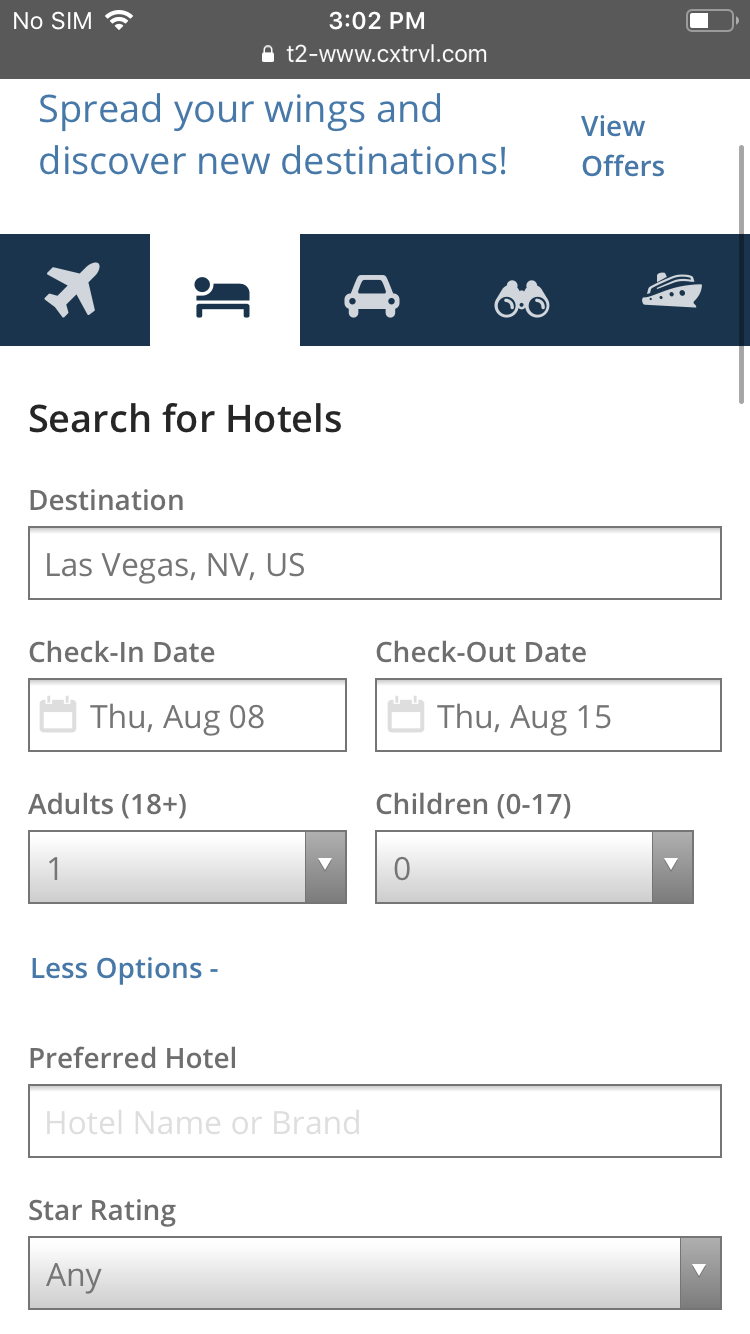 No SIM 3:02 PM
t2-www.cxtrvl.com
Spread your wings and
discover new destinations!
View
Offers
Search for Hotels
Destination
Las Vegas, NV, US
Check-In Date Check-Out Date
Thu, Aug 08 Thu, Aug 15
Adults (18+) Children (0-17)
1 0
Less Options -
Preferred Hotel
Hotel Name or Brand
Star Rating
Any